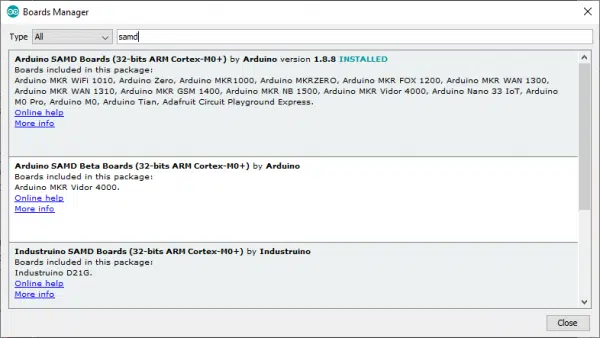 Boards Manager
Type All samd
Arduino SAMD Boards (32-bits ARM Cortex-M0+) by Arduino version 1.8.8 INSTALLED
Boards included in this package:
Arduino MKR WiFi 1010, Arduino Zero, Arduino MKR1000, Arduino MKRZERO, Arduino MKR FOX 1200, Arduino MKR WAN 1300,
Arduino MKR WAN 1310, Arduino MKR GSM 1400, Arduino MKR NB 1500, Arduino MKR Vidor 4000, Arduino Nano 33 IoT, Arduino
M0 Pro, Arduino M0, Arduino Tian, Adafruit Circuit Playground Express.
Online help
More info
Arduino SAMD Beta Boards (32-bits ARM Cortex-M0+) by Arduino
Boards included in this package:
Arduino MKR Vidor 4000.
Online help
More info
Industruino SAMD Boards (32-bits ARM Cortex-M0+) by Industruino
Boards included in this package:
Industruino D21G.
Online help
More info
Close